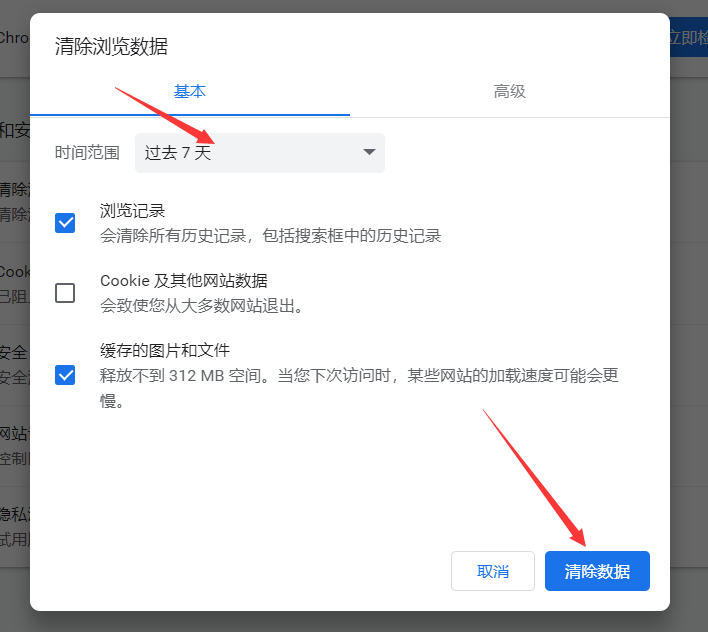 Chro
立即检
清除浏览数据
基本
高级
和安
时间范围
过去 7 天
清除
浏览记录
清除
会清除所有历史记录，包括搜索框中的历史记录
Cook
Cookie 及其他网站数据
已阻
会致使您从大多数网站退出。
安全
缓存的图片和文件
安全
释放不到 312 MB 空间。当您下次访问时，某些网站的加载速度可能会更
慢。
网站
控制
隐私
试用
取消
清除数据